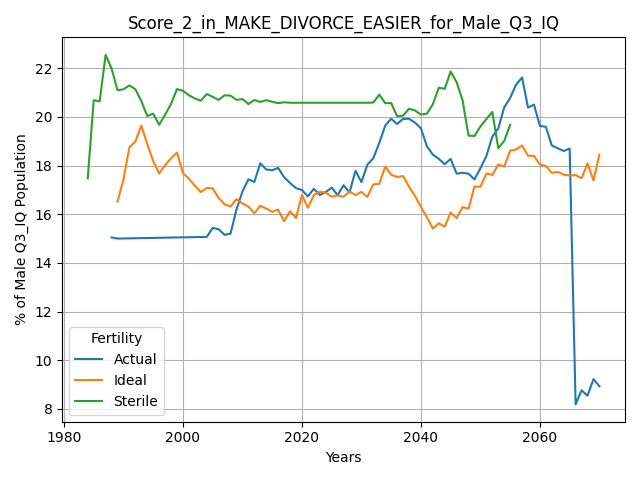 Score_2_in_MAKE_DIVORCE_EASIER_for_Male_Q3_IQ
% of Male Q3_IQ Population
22
20
18
16
14
12
10
8
Fertility
Actual
Ideal
Sterile
1980 2000 2020 2040 2060
Years